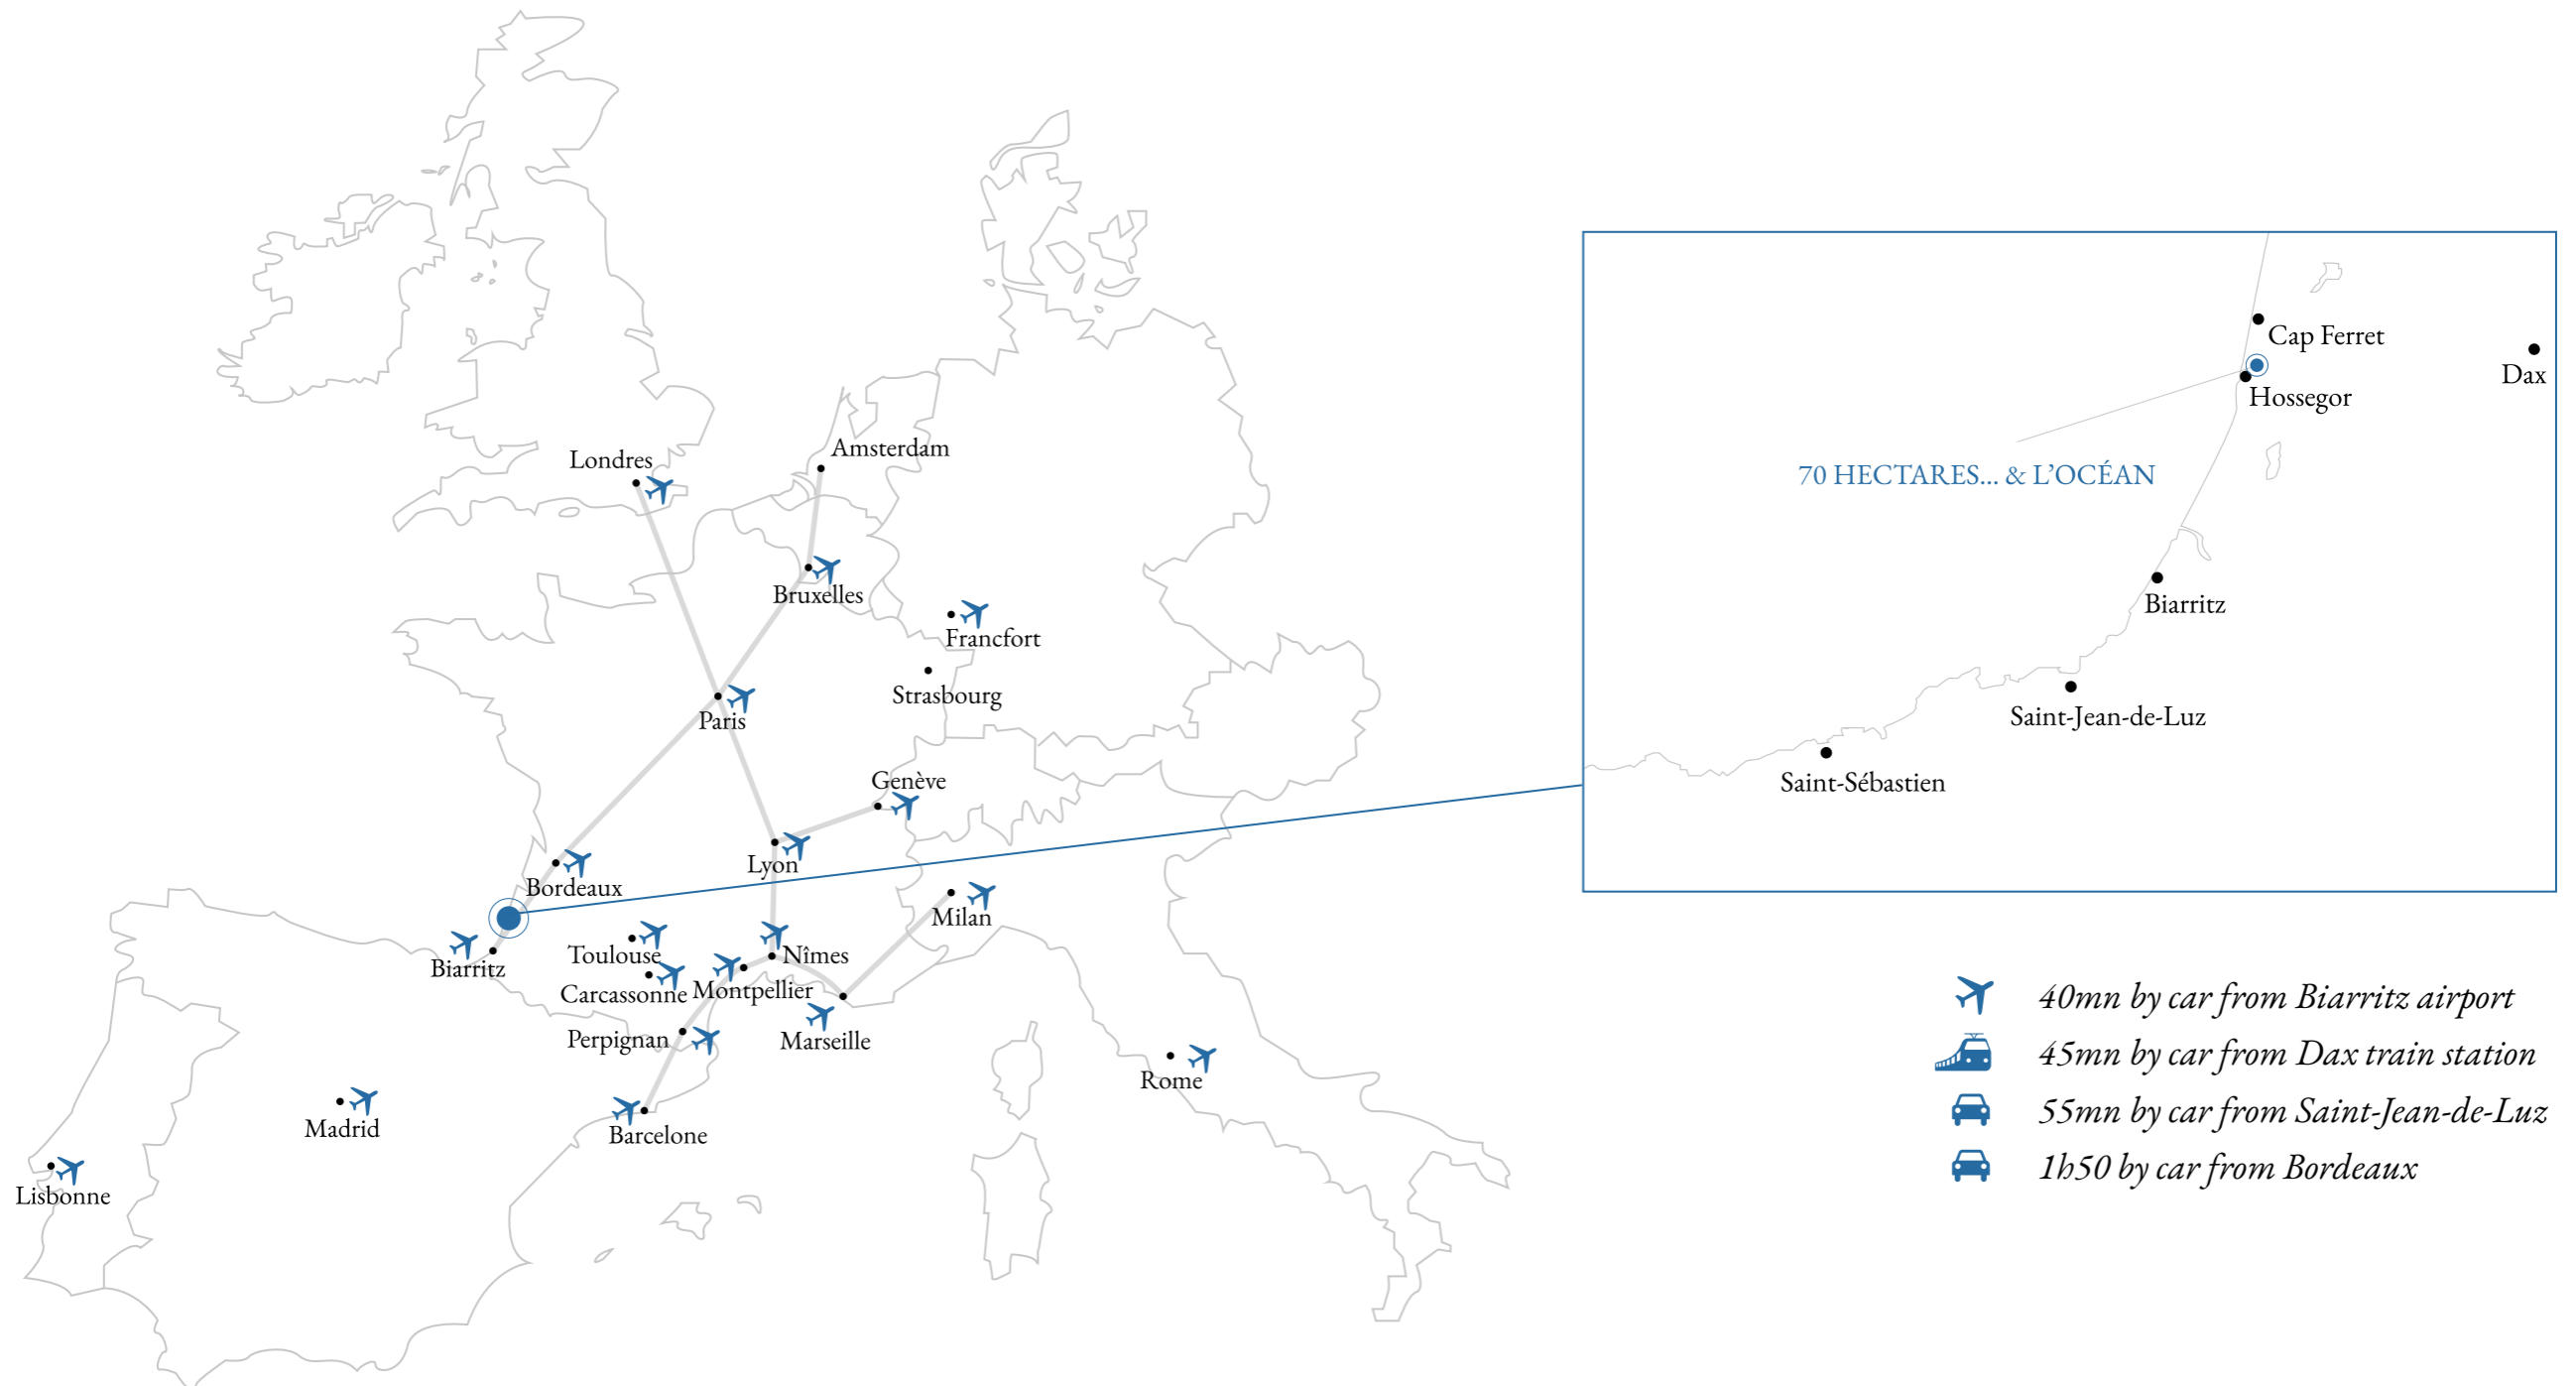 Londres
Amsterdam
Bruxelles
Francfort
Strasbourg
Paris
Genève
Lyon
Bordeaux
Milan
Biarritz
Toulouse
Nîmes
Carcassonne
Montpellier
Perpignan
Marseille
Rome
Madrid
Barcelone
Lisbonne
Cap Ferret
Dax
Hossegor
70 HECTARES... & L'OCÉAN
Biarritz
Saint-Jean-de-Luz
Saint-Sébastien
40mn by car from Biarritz airport
45mn by car from Dax train station
55mn by car from Saint-Jean-de-Luz
1h50 by car from Bordeaux